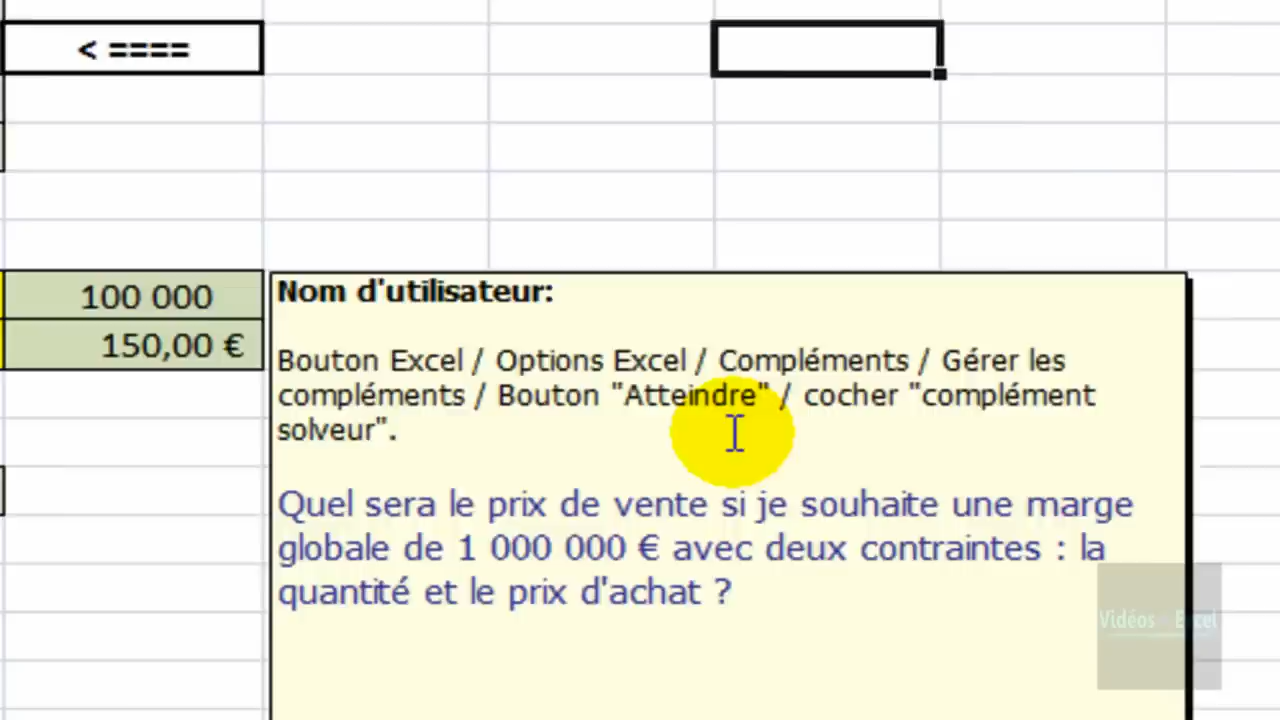 < ====
100 000
150,00 €
Nom d'utilisateur:
Bouton Excel / Options Excel / Compléments / Gérer les
compléments / Bouton "Atteindre" / cocher "complément
solveur".
Quel sera le prix de vente si je souhaite une marge
globale de 1 000 000 € avec deux contraintes : la
quantité et le prix d'achat ?
Vidéos Excel